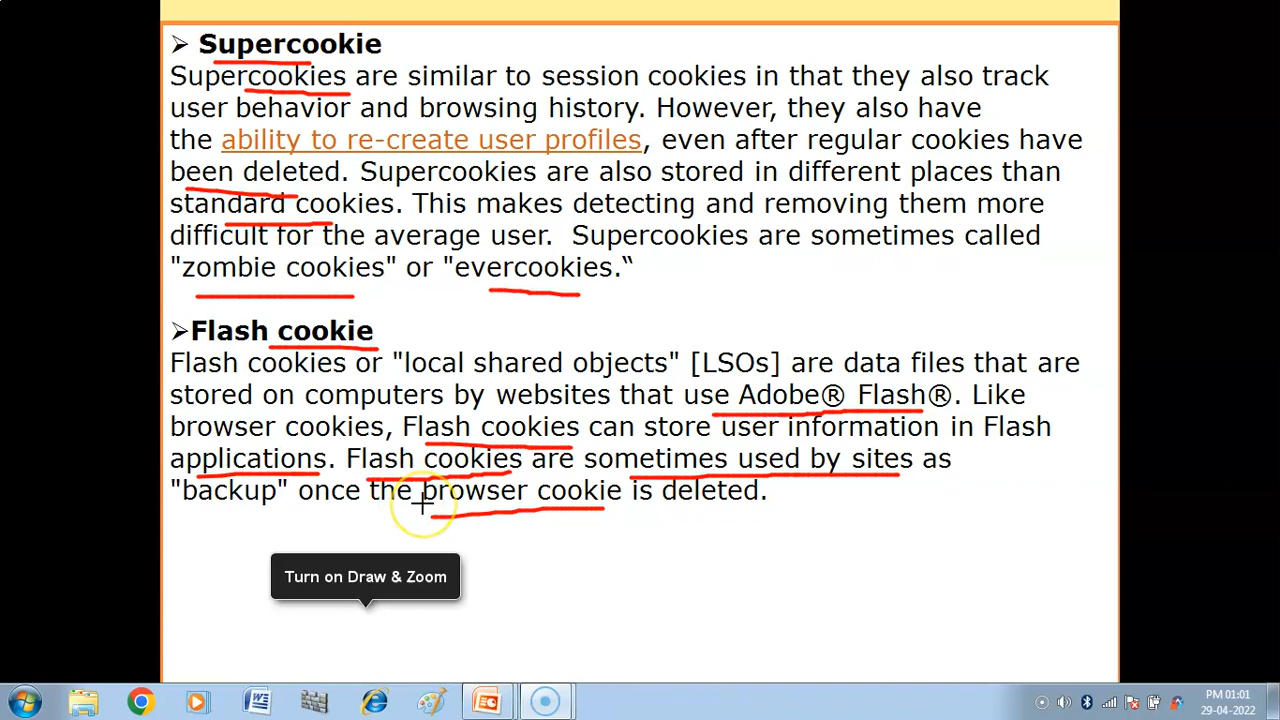 ➢ Supercookie
Supercookies are similar to session cookies in that they also track
user behavior and browsing history. However, they also have
the ability to re-create user profiles, even after regular cookies have
been deleted. Supercookies are also stored in different places than
standard cookies. This makes detecting and removing them more
difficult for the average user.  Supercookies are sometimes called
"zombie cookies" or "evercookies.“
➢Flash cookie
Flash cookies or "local shared objects" [LSOs] are data files that are
stored on computers by websites that use Adobe® Flash®. Like
browser cookies, Flash cookies can store user information in Flash
applications. Flash cookies are sometimes used by sites as
"backup" once the browser cookie is deleted.
Turn on Draw & Zoom
PM 01:01
29-04-2022